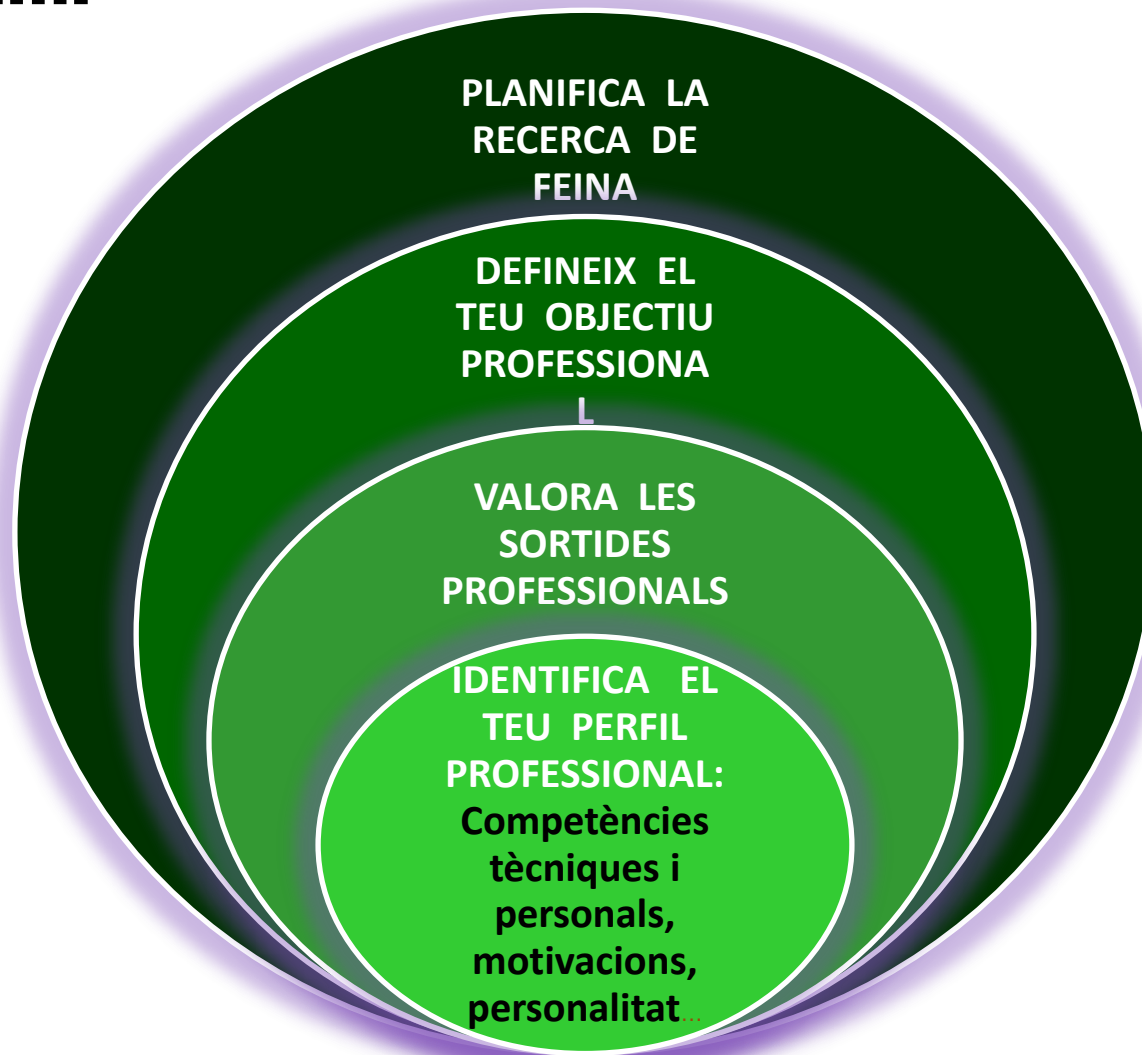 PLANIFICA LA
RECERCA DE
FEINA
DEFINEIX EL
TEU OBJECTIU
PROFESSIONA
L
VALORA LES
SORTIDES
PROFESSIONALS
IDENTIFICA EL
TEU PERFIL
PROFESSIONAL:
Competències
tècniques i
personals,
motivacions,
personalitat...